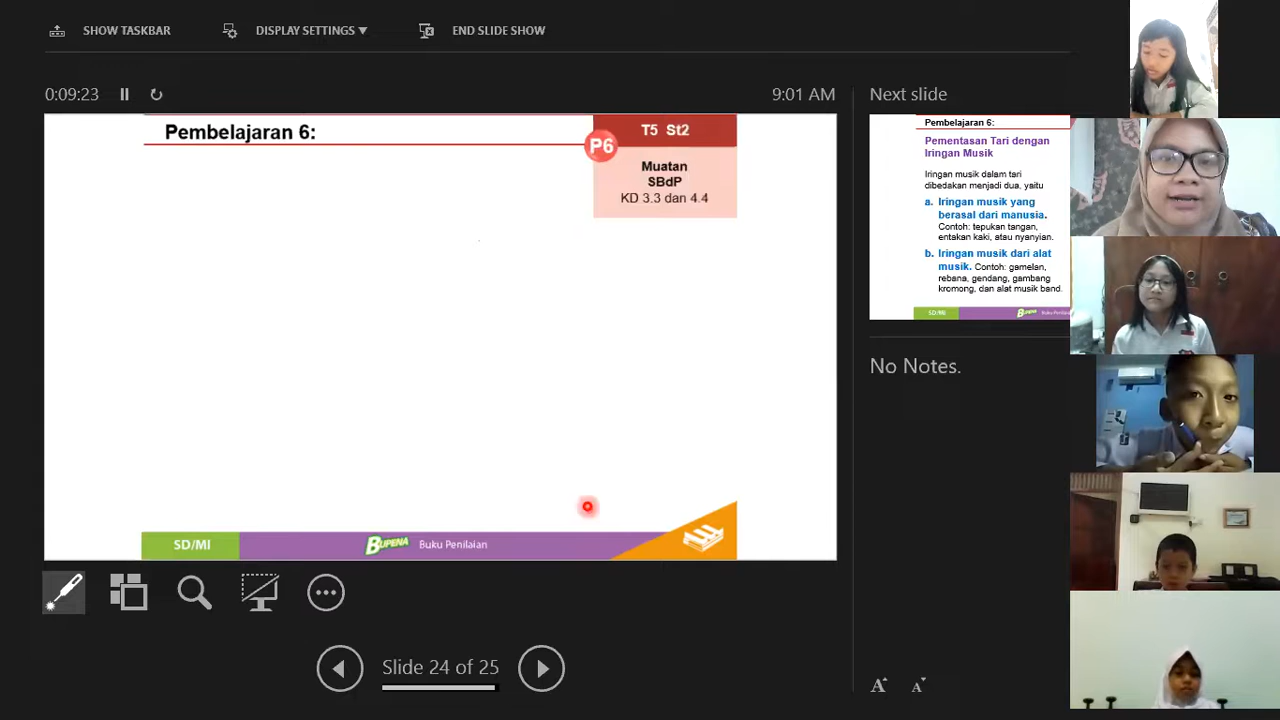 SHOW TASKBAR
DISPLAY SETTINGS ▼
END SLIDE SHOW
0:09:23
9:01 AM
Pembelajaran 6:
P6
T5 St2
Muatan
SBdP
KD 3.3 dan 4.4
SD/MI
BUPENA
Buku Penilaian
Slide 24 of 25
Next slide
Pembelajaran 6:
Pementasan Tari dengan
Iringan Musik
Iringan musik dalam tari
dibedakan menjadi dua, yaitu
a. Iringan musik yang
berasal dari manusia.
Contoh: tepukan tangan,
entakan kaki, atau nyanyian.
b. Iringan musik dari alat
musik. Contoh: gamelan,
rebana, gendang, gambang
kromong, dan alat musik band.
SD/MI
BUPENA
No Notes.
A A